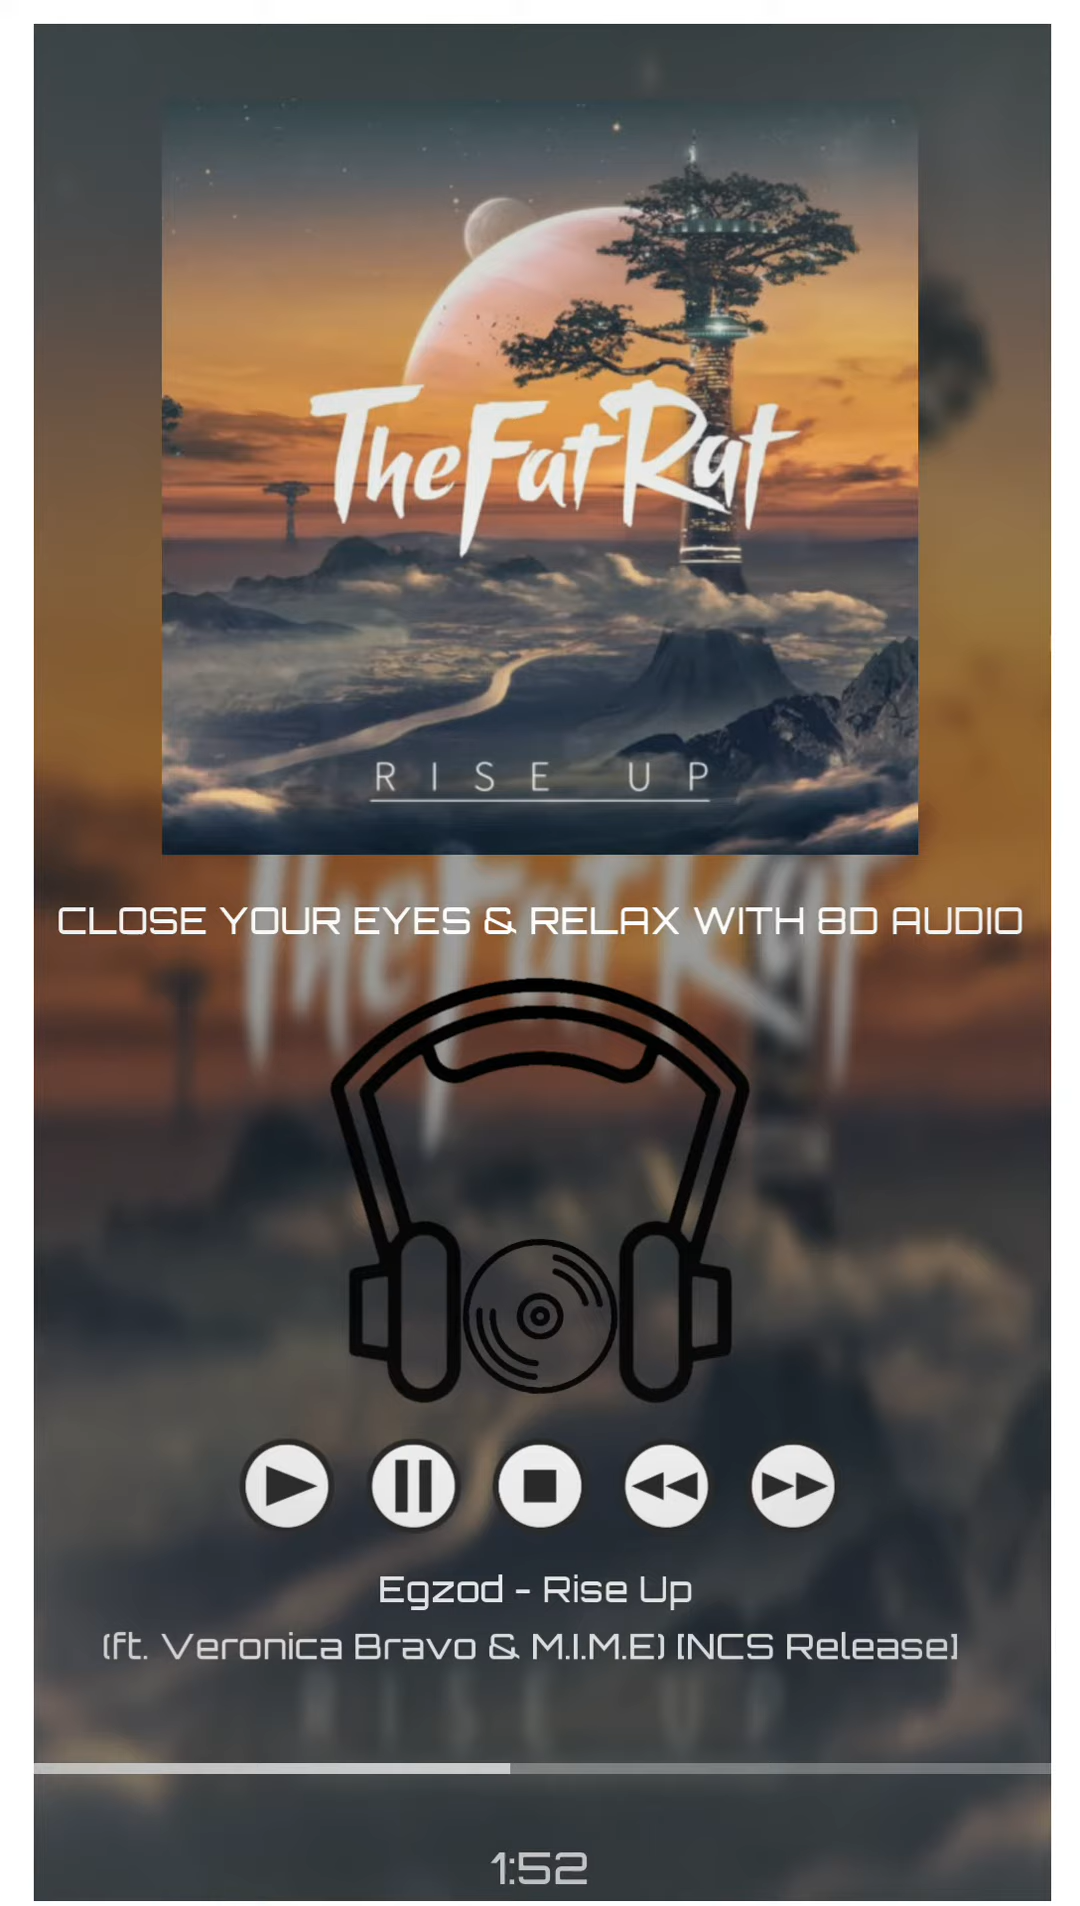 TheFatRat
RISE UP
CLOSE YOUR EYES & RELAX WITH 8D AUDIO
Egzod - Rise Up
(ft. Veronica Bravo & M.I.M.E) [NCS Release]
1:52